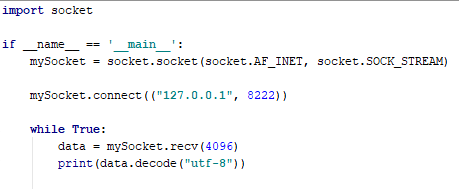 import socket
if __name__ == '__main__':
    mySocket = socket.socket(socket.AF_INET, socket.SOCK_STREAM)
    mySocket.connect(("127.0.0.1", 8222))
    while True:
        data = mySocket.recv(4096)
        print(data.decode("utf-8"))